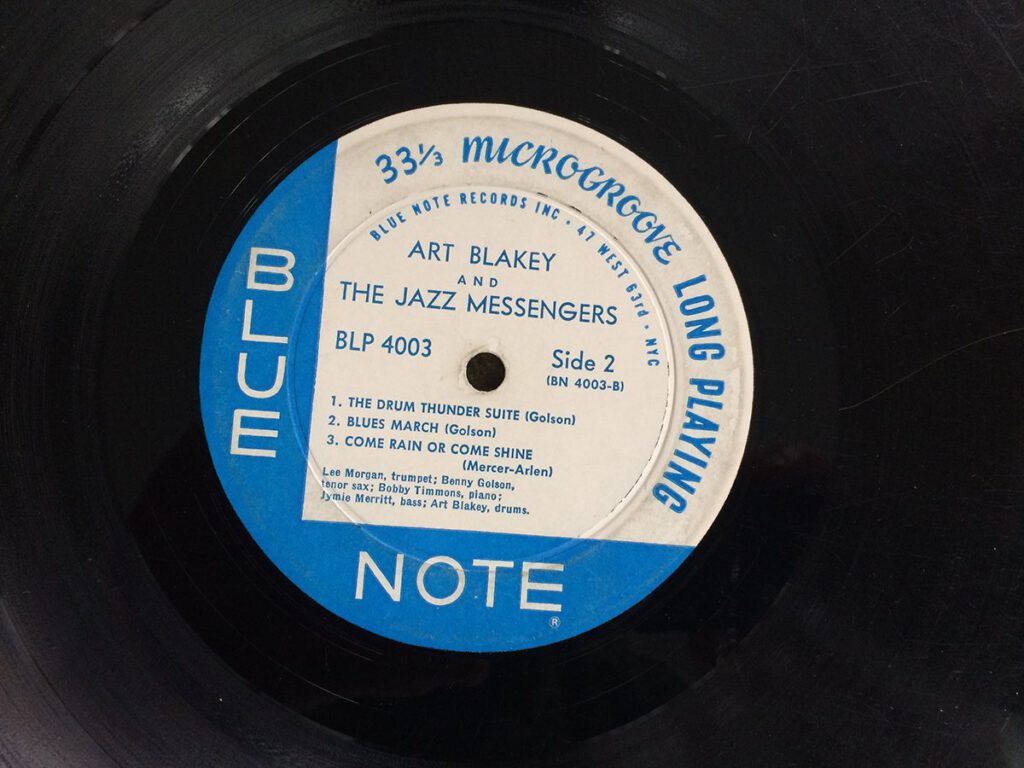 33⅓ MICROGROOVE LONG PLAYING
BLUE NOTE RECORDS INC · 47 WEST 63rd · NYC
ART BLAKEY
AND
THE JAZZ MESSENGERS
BLP 4003
Side 2
(BN 4003-B)
1. THE DRUM THUNDER SUITE (Golson)
2. BLUES MARCH (Golson)
3. COME RAIN OR COME SHINE
(Mercer-Arlen)
Lee Morgan, trumpet; Benny Golson,
tenor sax; Bobby Timmons, piano;
Jymie Merritt, bass; Art Blakey, drums.
BLUE
NOTE
®